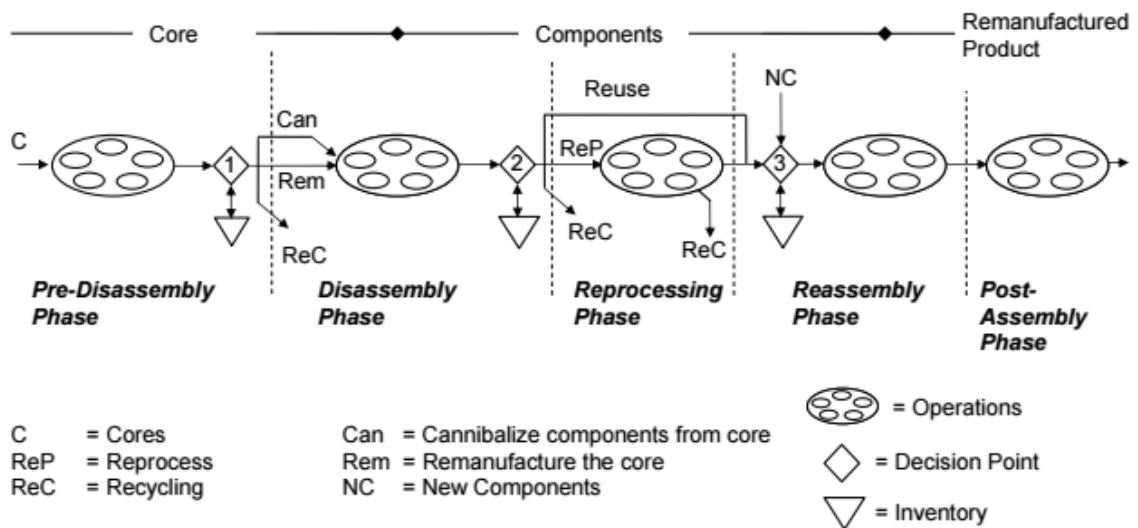 Core
Components
Remanufactured
Product
NC
Reuse
C
Can
ReP
1
2
3
Rem
ReC
ReC
ReC
Pre-Disassembly
Phase
Disassembly
Phase
Reprocessing
Phase
Reassembly
Phase
Post-
Assembly
Phase
C = Cores
ReP = Reprocess
ReC = Recycling
Can = Cannibalize components from core
Rem = Remanufacture the core
NC = New Components
= Operations
= Decision Point
= Inventory